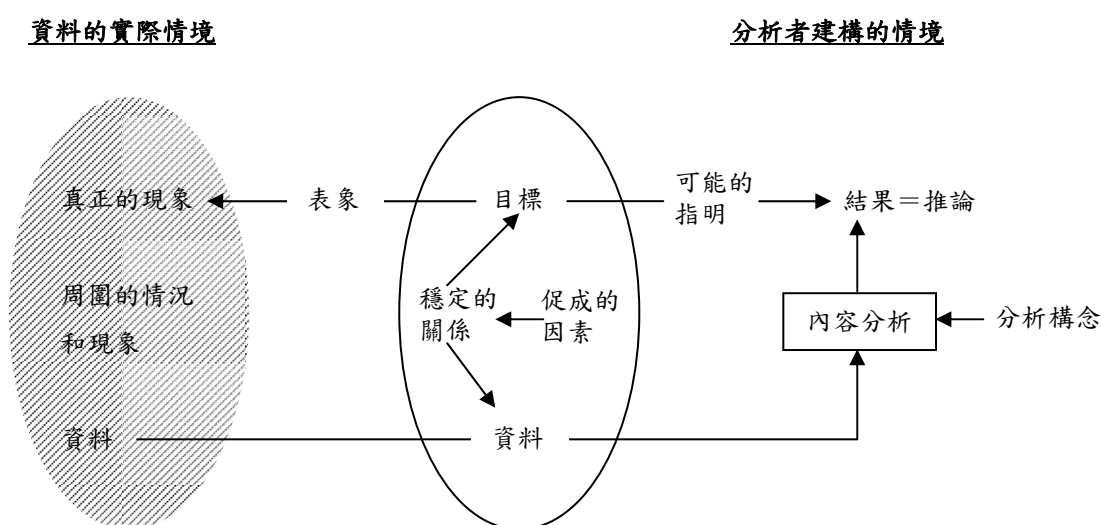 資料的實際情境
分析者建構的情境
真正的現象
表象
目標
可能的
指明
結果＝推論
周圍的情況
和現象
穩定的
關係
促成的
因素
內容分析
分析構念
資料
資料